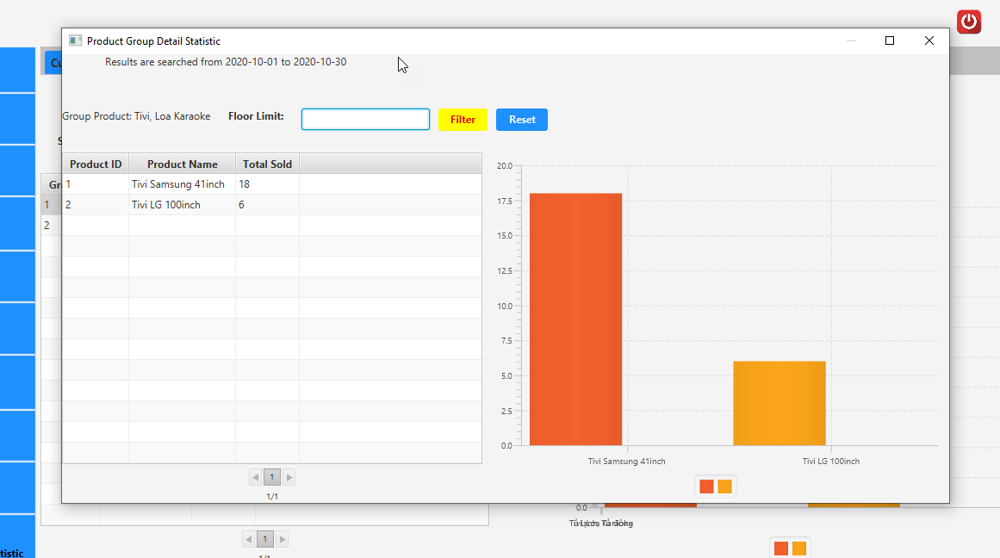 Product Group Detail Statistic
Results are searched from 2020-10-01 to 2020-10-30
Group Product: Tivi, Loa Karaoke Floor Limit: Filter Reset
Product ID Product Name Total Sold
1 Tivi Samsung 41inch 18
2 Tivi LG 100inch 6
1
1/1
20.0
17.5
15.0
12.5
10.0
7.5
5.0
2.5
0.0
Tivi Samsung 41inch Tivi LG 100inch
Cu
S
Gr
1
2
0.0
1
1/1
tistic